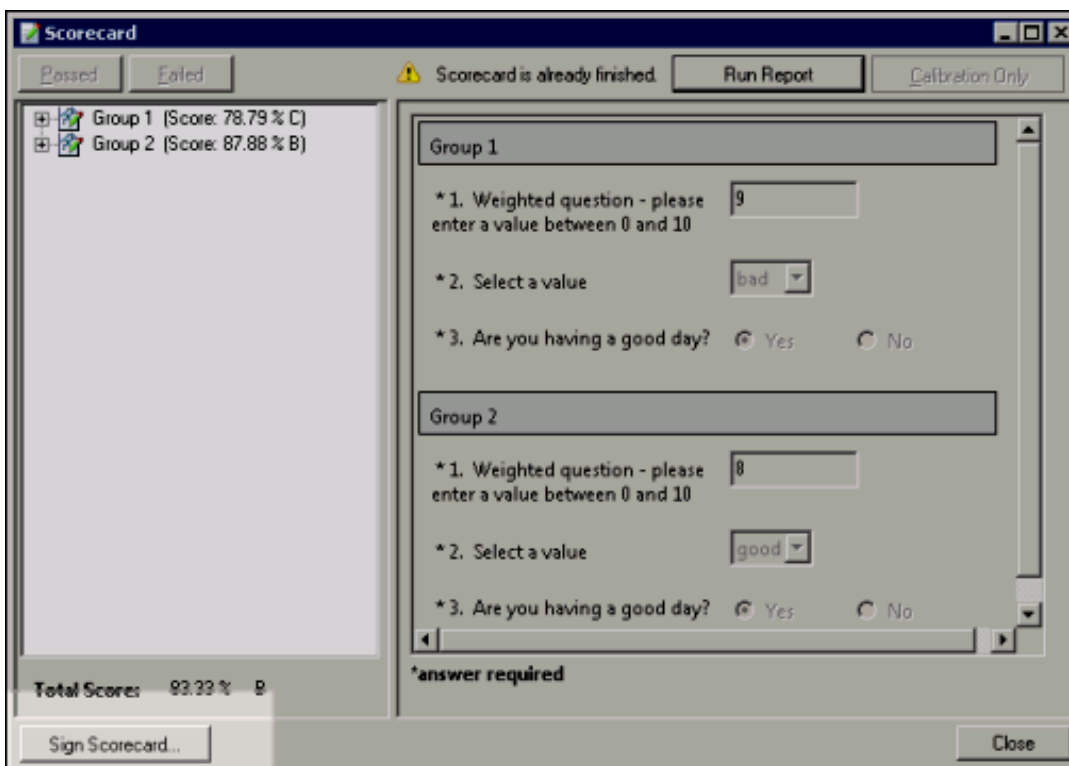 Scorecard
Passed Failed Scorecard is already finished. Run Report Calibration Only
Group 1 (Score: 78.79 % C)
Group 2 (Score: 87.88 % B)
Group 1
* 1. Weighted question - please
enter a value between 0 and 10
9
* 2. Select a value
bad
* 3. Are you having a good day? Yes No
Group 2
* 1. Weighted question - please
enter a value between 0 and 10
8
* 2. Select a value
good
* 3. Are you having a good day? Yes No
*answer required
Total Score: 83.33 % B
Sign Scorecard...
Close